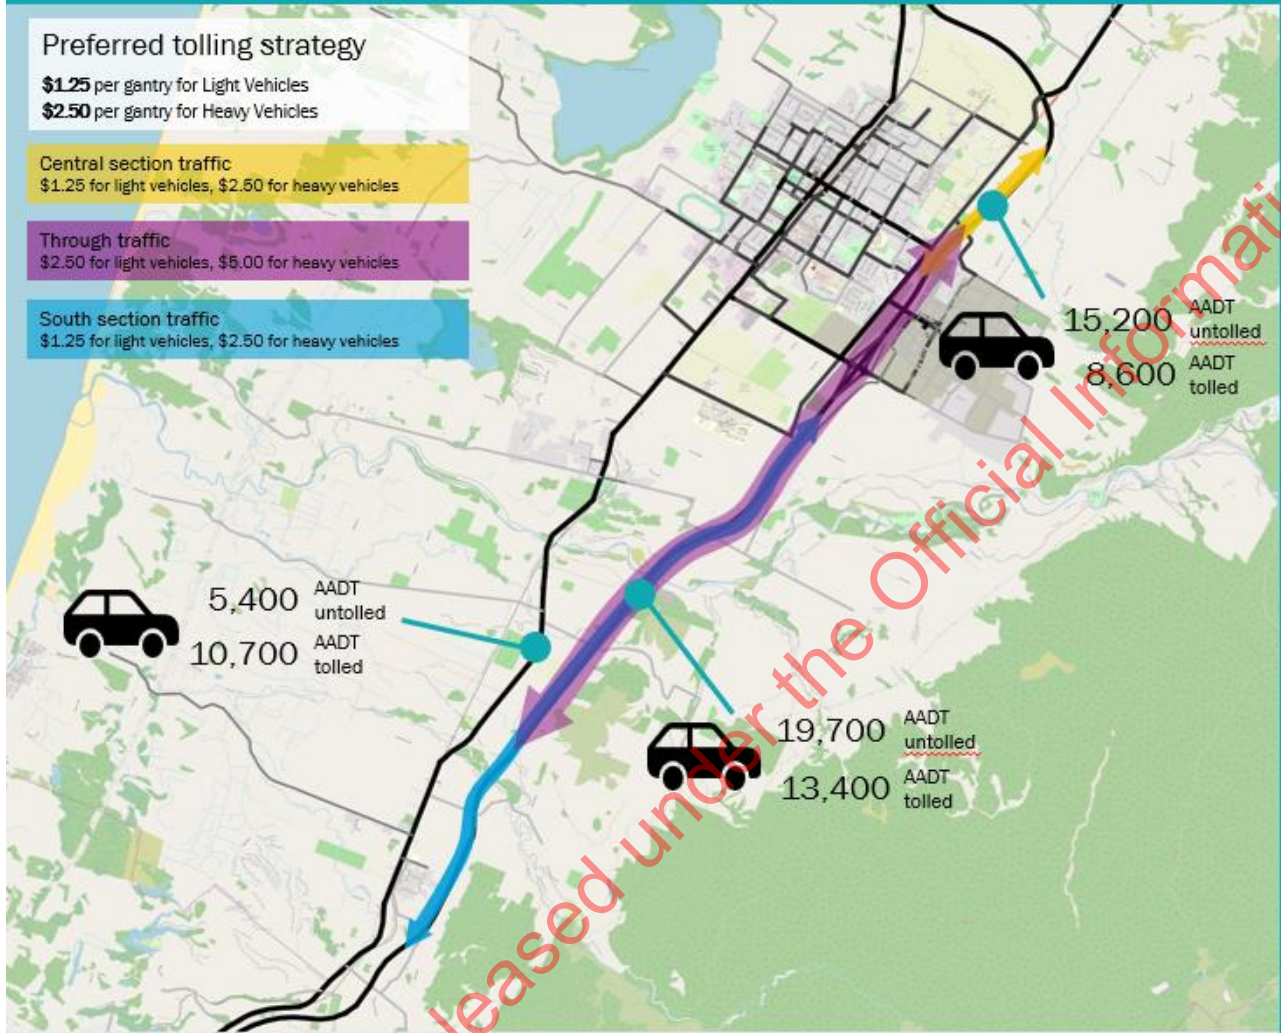 Preferred tolling strategy
$1.25 per gantry for Light Vehicles
$2.50 per gantry for Heavy Vehicles
Central section traffic
$1.25 for light vehicles, $2.50 for heavy vehicles
Through traffic
$2.50 for light vehicles, $5.00 for heavy vehicles
South section traffic
$1.25 for light vehicles, $2.50 for heavy vehicles
15,200 AADT untolled
8,600 AADT tolled
5,400 AADT untolled
10,700 AADT tolled
19,700 AADT untolled
13,400 AADT tolled
leased under the Official Informati